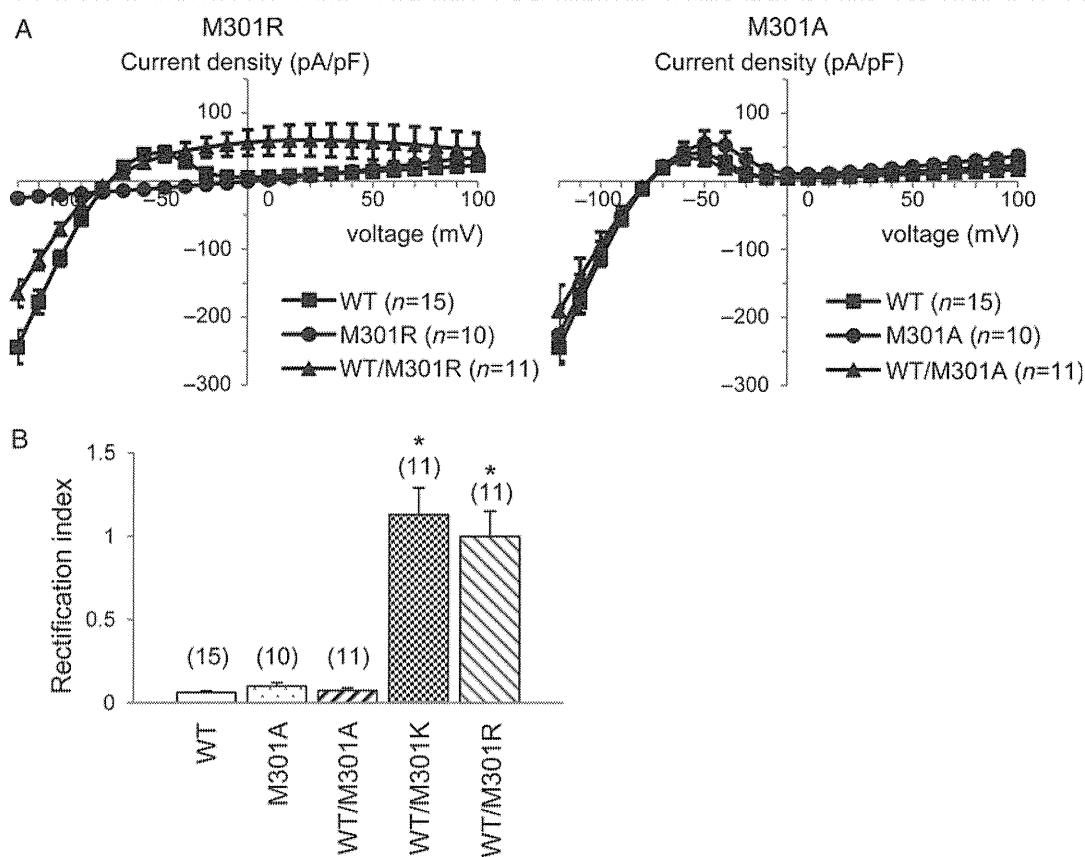 A
M301R
Current density (pA/pF)
100
−100
−50
0
50
100
−100
voltage (mV)
−200
−300
WT (n=15)
M301R (n=10)
WT/M301R (n=11)
M301A
Current density (pA/pF)
100
−100
−50
0
50
100
−100
voltage (mV)
−200
−300
WT (n=15)
M301A (n=10)
WT/M301A (n=11)
B
Rectification index
1.5
1
0.5
0
(15)
(10)
(11)
*
(11)
*
(11)
WT
M301A
WT/M301A
WT/M301K
WT/M301R